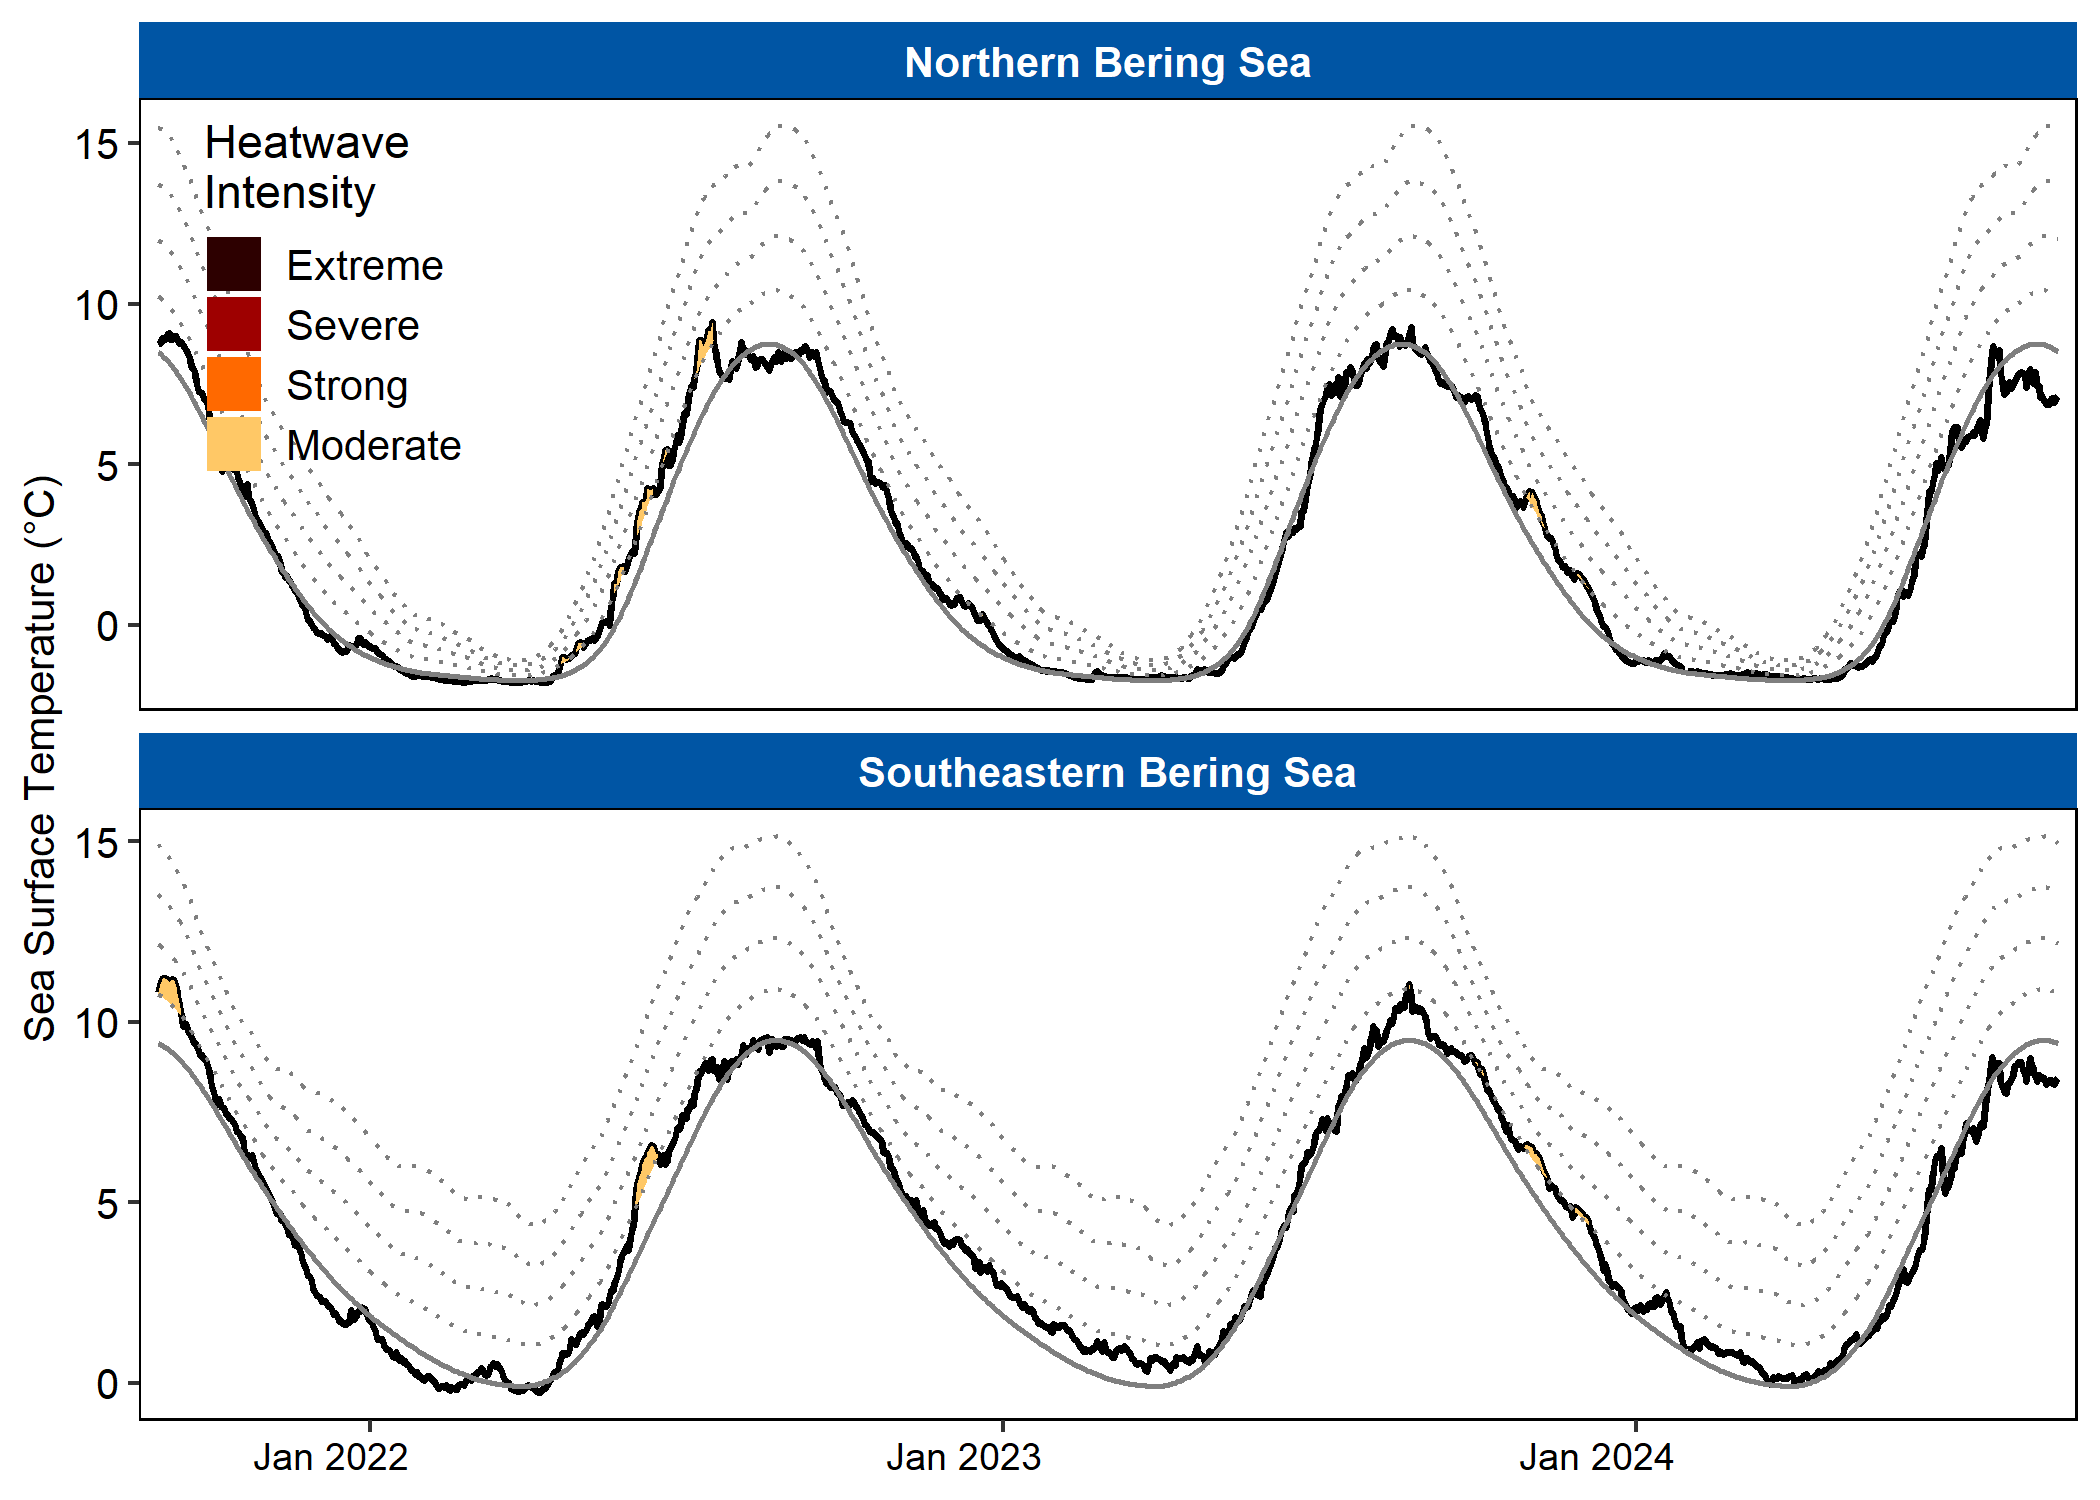 Northern Bering Sea
Heatwave
Intensity
Extreme
Severe
Strong
Moderate
15
10
5
0
Sea Surface Temperature (°C)
Southeastern Bering Sea
15
10
5
0
Jan 2022
Jan 2023
Jan 2024